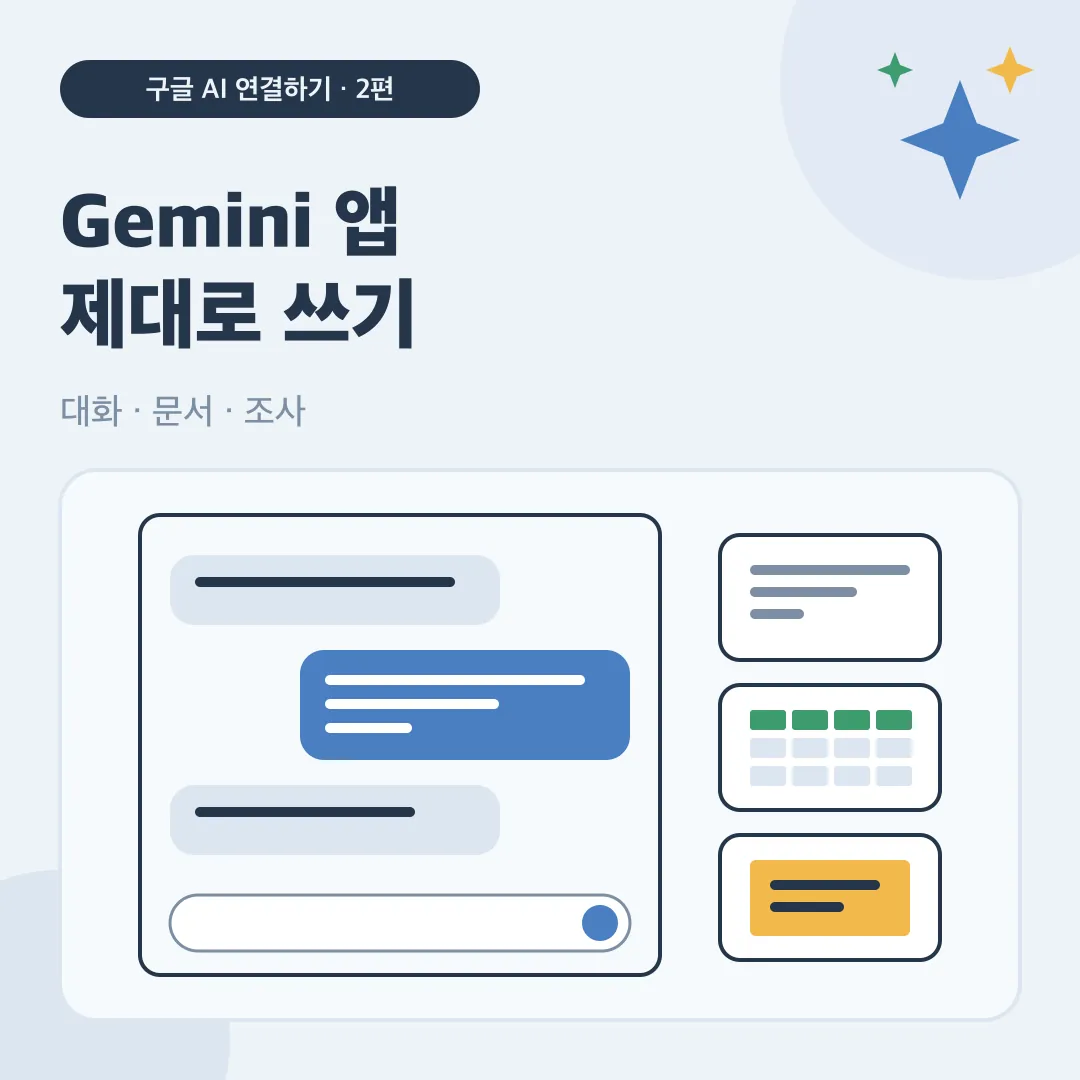 구글 AI 연결하기 · 2편
Gemini 앱
제대로 쓰기
대화 · 문서 · 조사